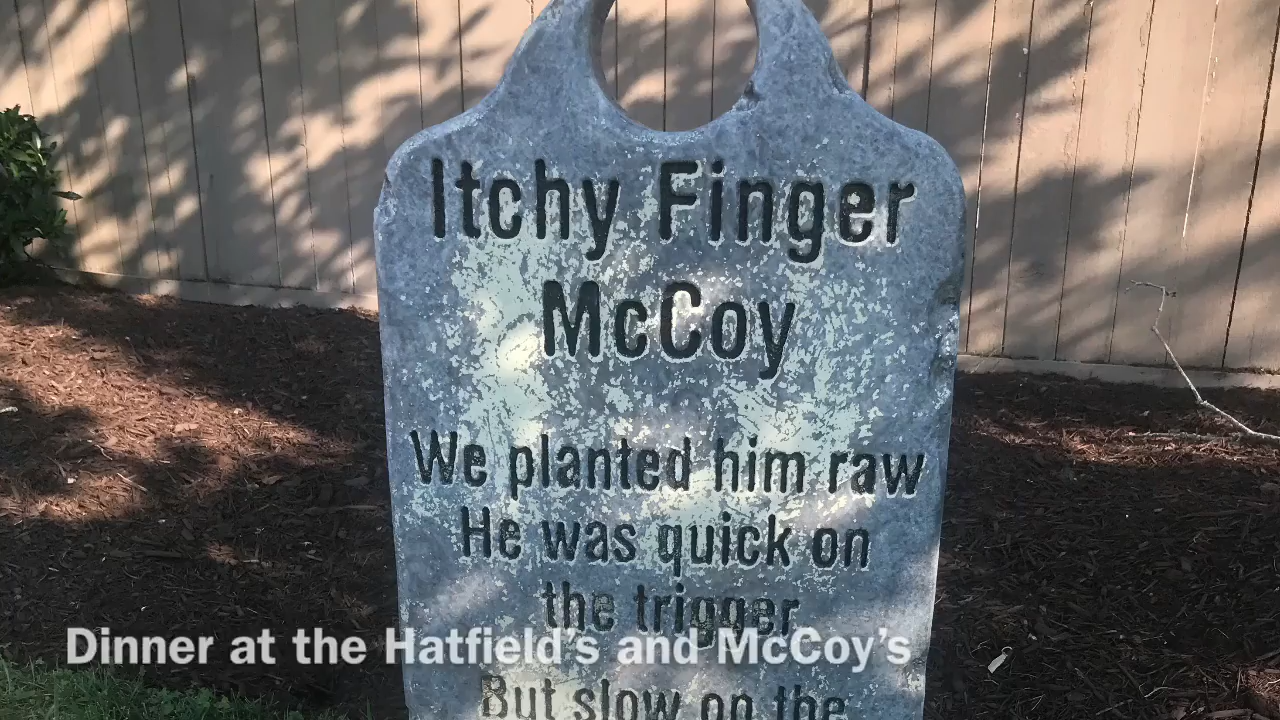 Itchy Finger
McCoy
We planted him raw
He was quick on
the trigger
Dinner at the Hatfield's and McCoy's
But slow on the